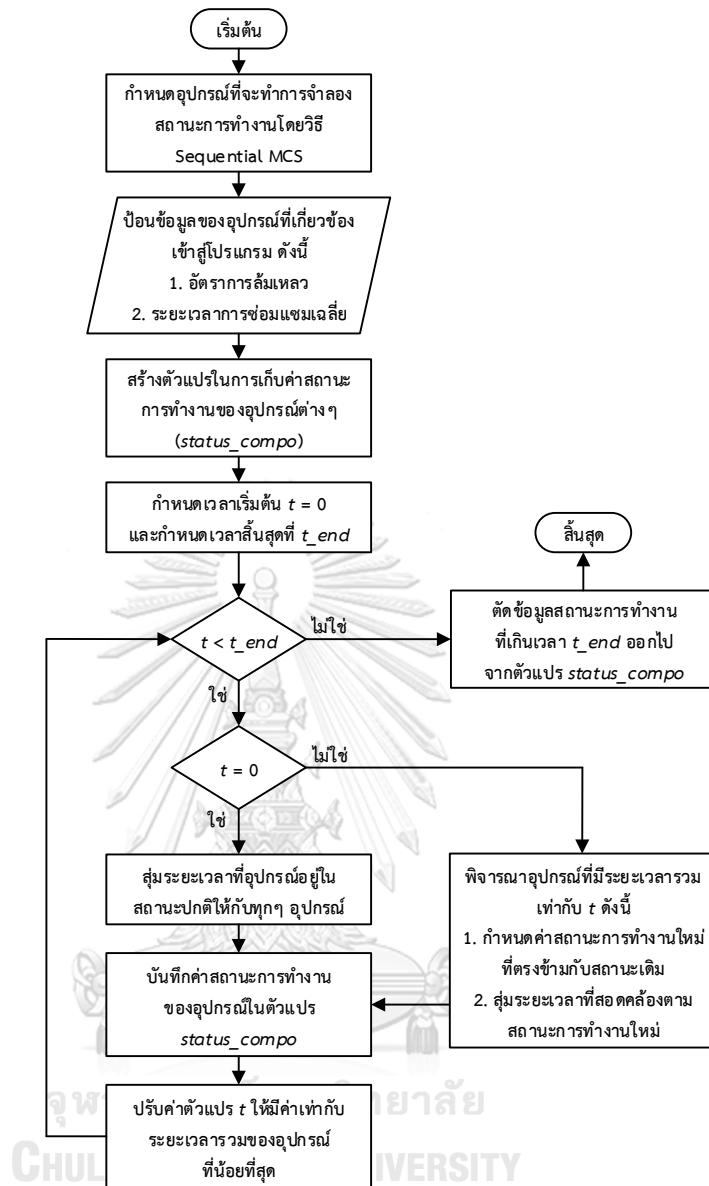 เริ่มต้น
กำหนดอุปกรณ์ที่จะทำการจำลอง
สถานะการทำงานโดยวิธี
Sequential MCS
ป้อนข้อมูลของอุปกรณ์ที่เกี่ยวข้อง
เข้าสู่โปรแกรม ดังนี้
1. อัตราการล้มเหลว
2. ระยะเวลาการซ่อมแซมเฉลี่ย
สร้างตัวแปรในการเก็บค่าสถานะ
การทำงานของอุปกรณ์ต่างๆ
(status_compo)
กำหนดเวลาเริ่มต้น t = 0
และกำหนดเวลาสิ้นสุดที่ t_end
สิ้นสุด
ตัดข้อมูลสถานะการทำงาน
ที่เกินเวลา t_end ออกไป
จากตัวแปร status_compo
t < t_end
ไม่ใช่
ใช่
t = 0
ไม่ใช่
ใช่
สุ่มระยะเวลาที่อุปกรณ์อยู่ใน
สถานะปกติให้กับทุกๆ อุปกรณ์
พิจารณาอุปกรณ์ที่มีระยะเวลารวม
เท่ากับ t ดังนี้
1. กำหนดค่าสถานะการทำงานใหม่
ที่ตรงข้ามกับสถานะเดิม
2. สุ่มระยะเวลาที่สอดคล้องตาม
สถานะการทำงานใหม่
บันทึกค่าสถานะการทำงาน
ของอุปกรณ์ในตัวแปร
status_compo
ปรับค่าตัวแปร t ให้มีค่าเท่ากับ
ระยะเวลารวมของอุปกรณ์
ที่น้อยที่สุด